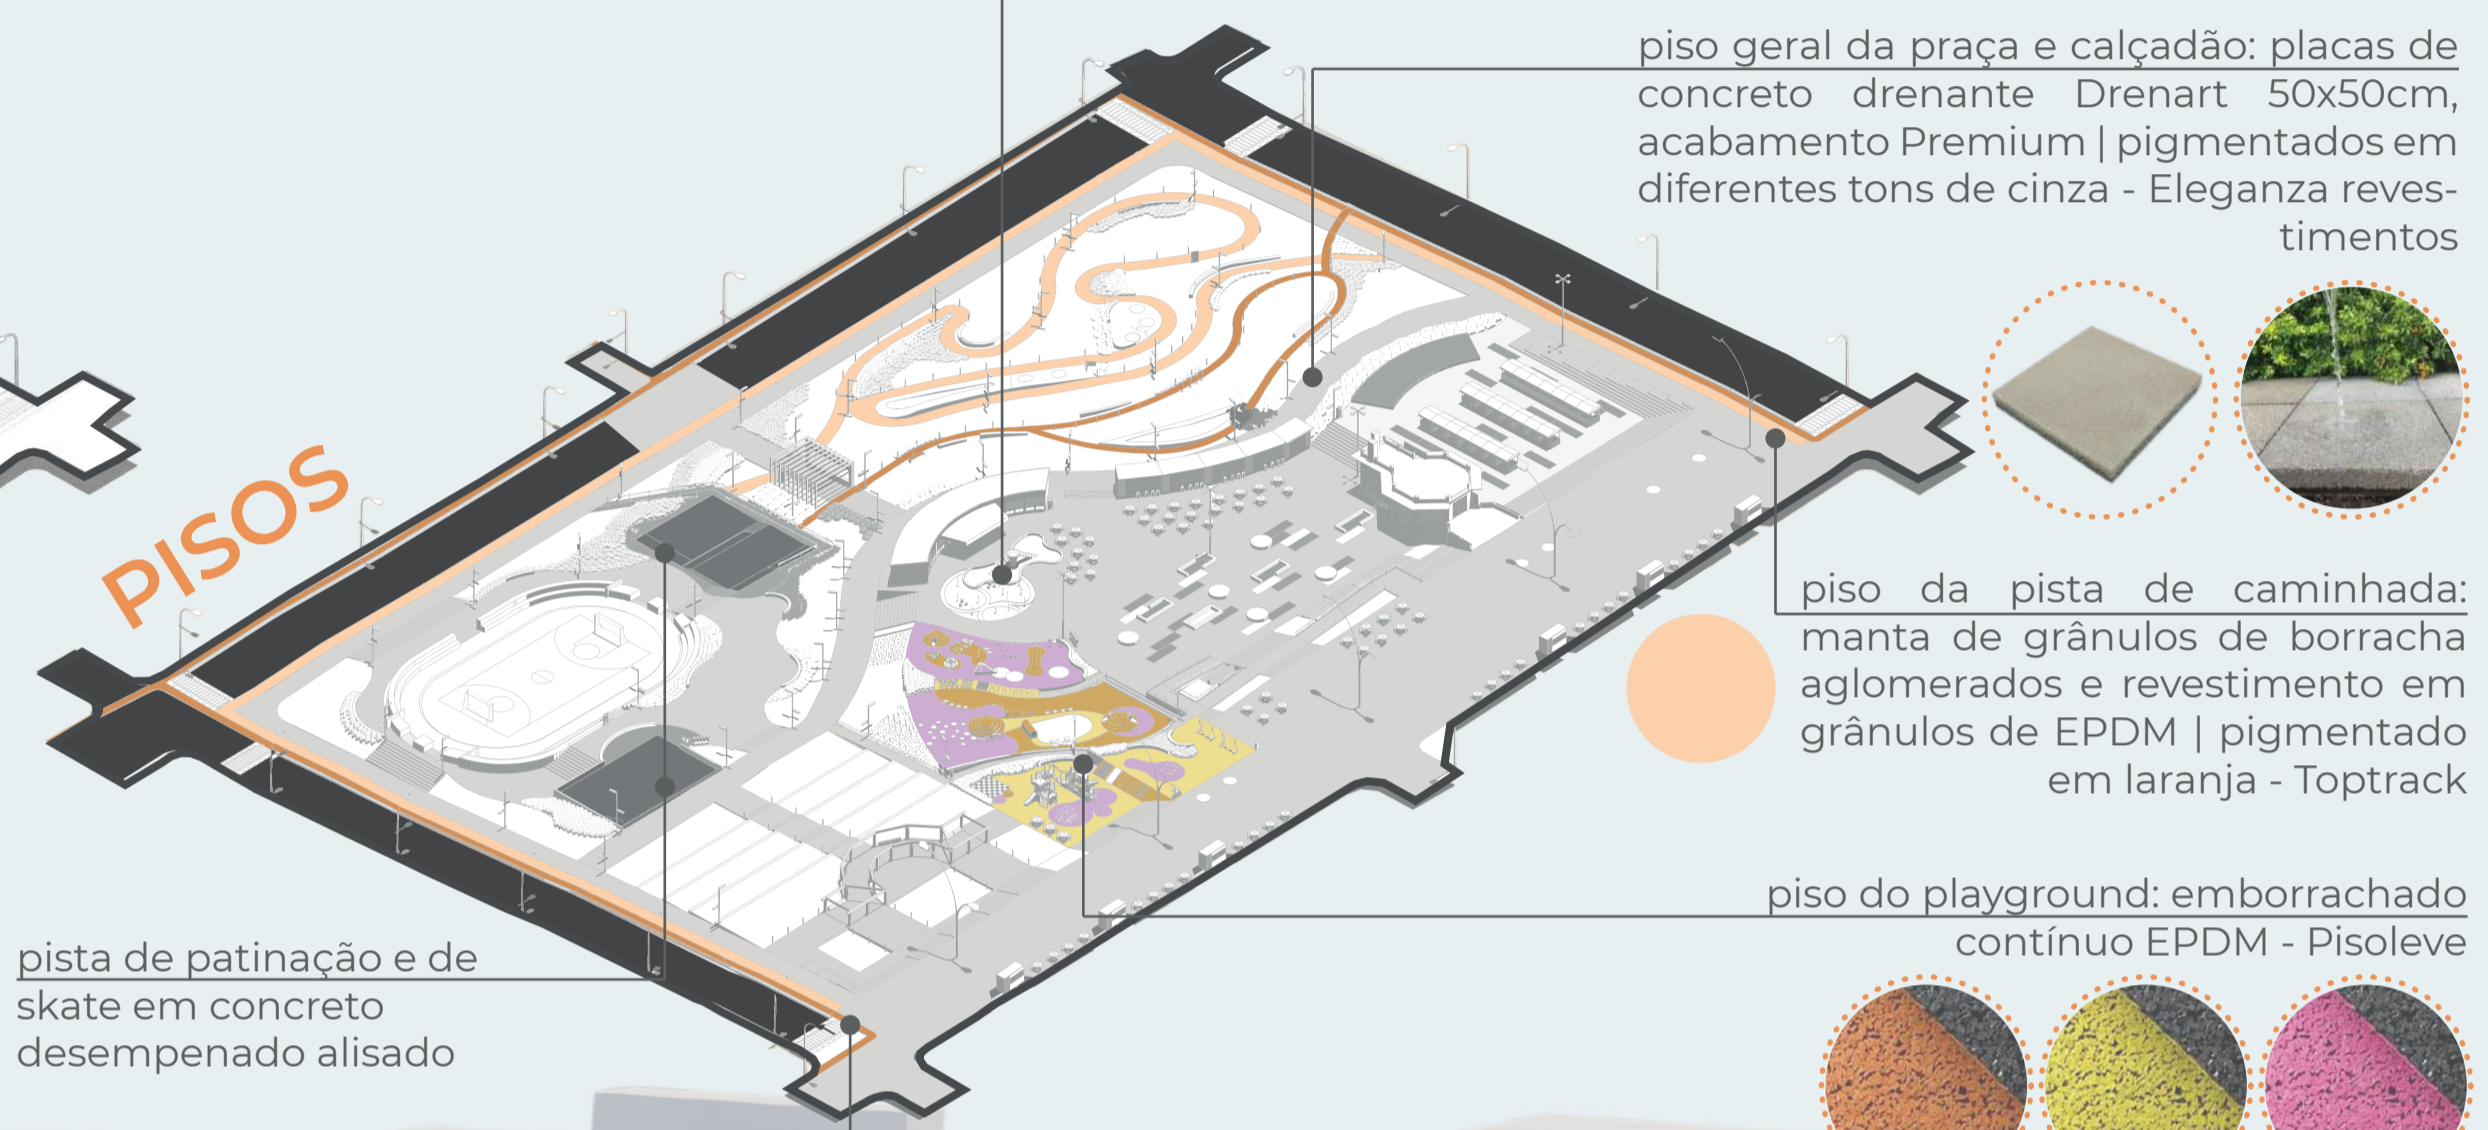 PISOS
piso geral da praça e calçadão: placas de
concreto drenante Drenart 50x50cm,
acabamento Premium | pigmentados em
diferentes tons de cinza - Eleganza reves-
timentos
piso da pista de caminhada:
manta de grânulos de borracha
aglomerados e revestimento em
grânulos de EPDM | pigmentado
em laranja - Toptrack
piso do playground: emborrachado
contínuo EPDM - Pisoleve
pista de patinação e de
skate em concreto
desempenado alisado